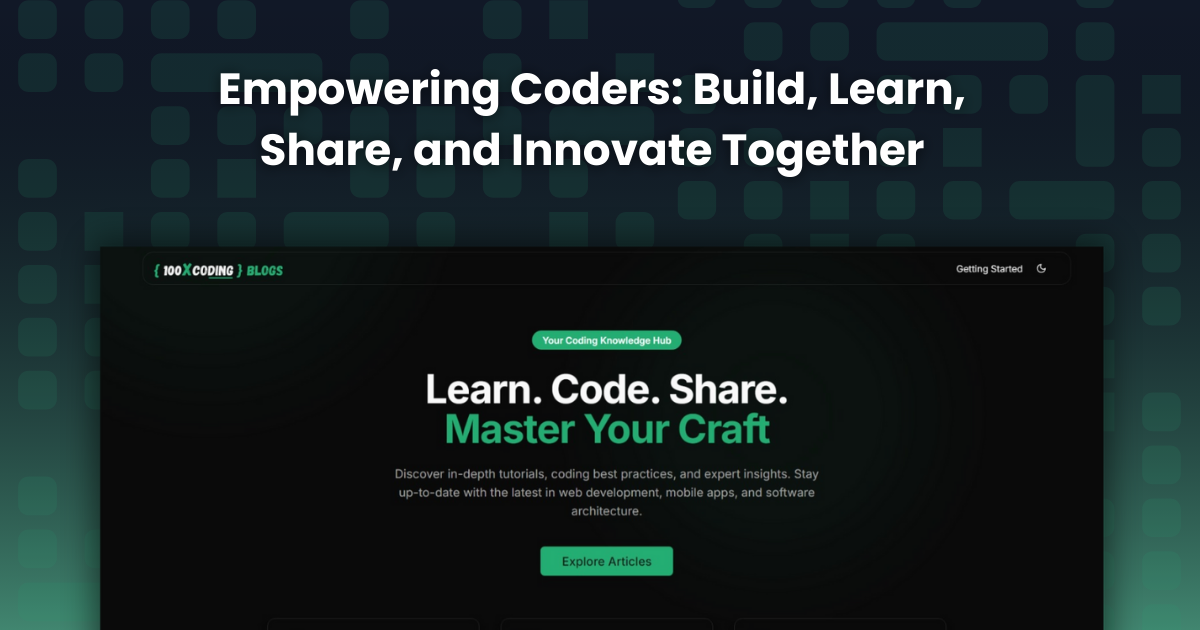 Empowering Coders: Build, Learn,
Share, and Innovate Together
{ 100XCODING } BLOGS
Getting Started
Your Coding Knowledge Hub
Learn. Code. Share.
Master Your Craft
Discover in-depth tutorials, coding best practices, and expert insights. Stay
up-to-date with the latest in web development, mobile apps, and software
architecture.
Explore Articles